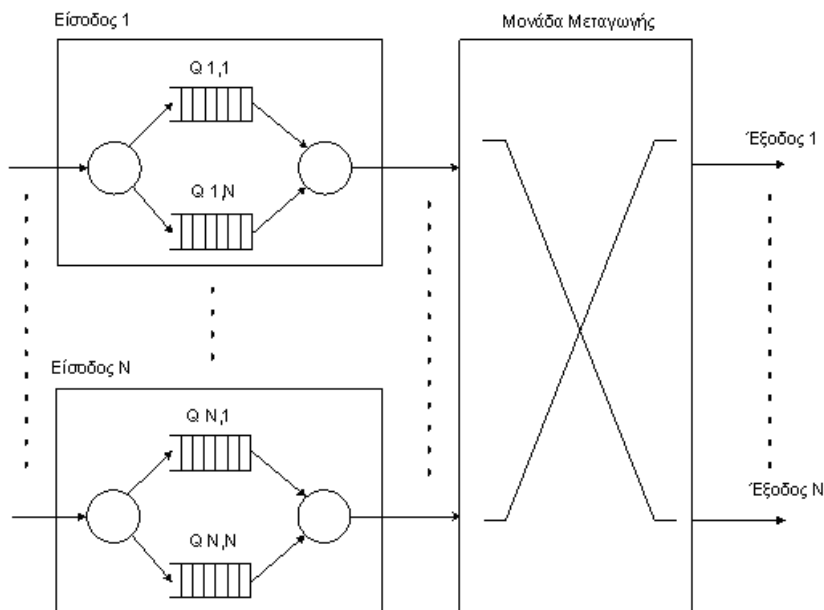 Είσοδος 1
Μονάδα Μεταγωγής
Q 1,1
Έξοδος 1
Q 1,N
Είσοδος N
Q N,1
Έξοδος N
Q N,N